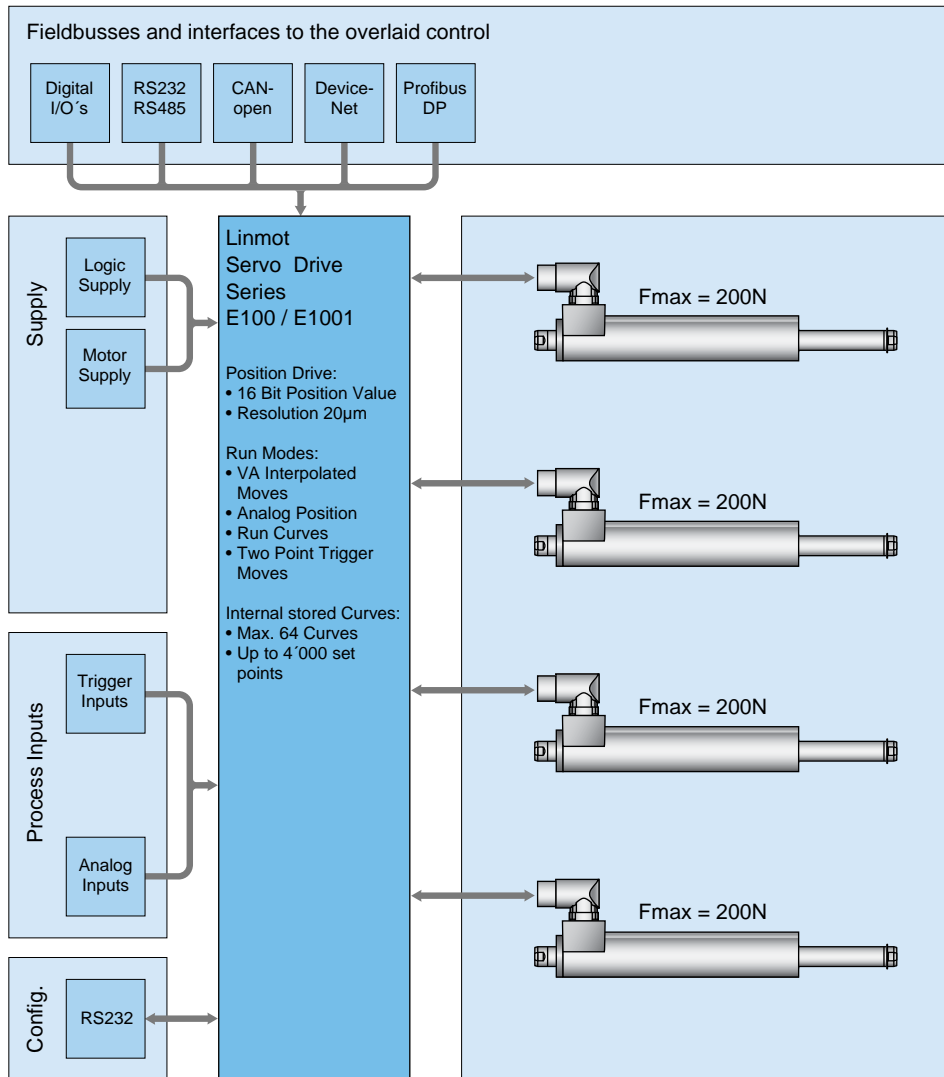 Fieldbusses and interfaces to the overlaid control
Digital
I/O´s
RS232
RS485
CAN-
open
Device-
Net
Profibus
DP
Supply
Logic
Supply
Motor
Supply
Process Inputs
Trigger
Inputs
Analog
Inputs
Config.
RS232
Linmot
Servo Drive
Series
E100 / E1001
Position Drive:
• 16 Bit Position Value
• Resolution 20µm
Run Modes:
• VA Interpolated
Moves
• Analog Position
• Run Curves
• Two Point Trigger
Moves
Internal stored Curves:
• Max. 64 Curves
• Up to 4´000 set
points
Fmax = 200N
Fmax = 200N
Fmax = 200N
Fmax = 200N